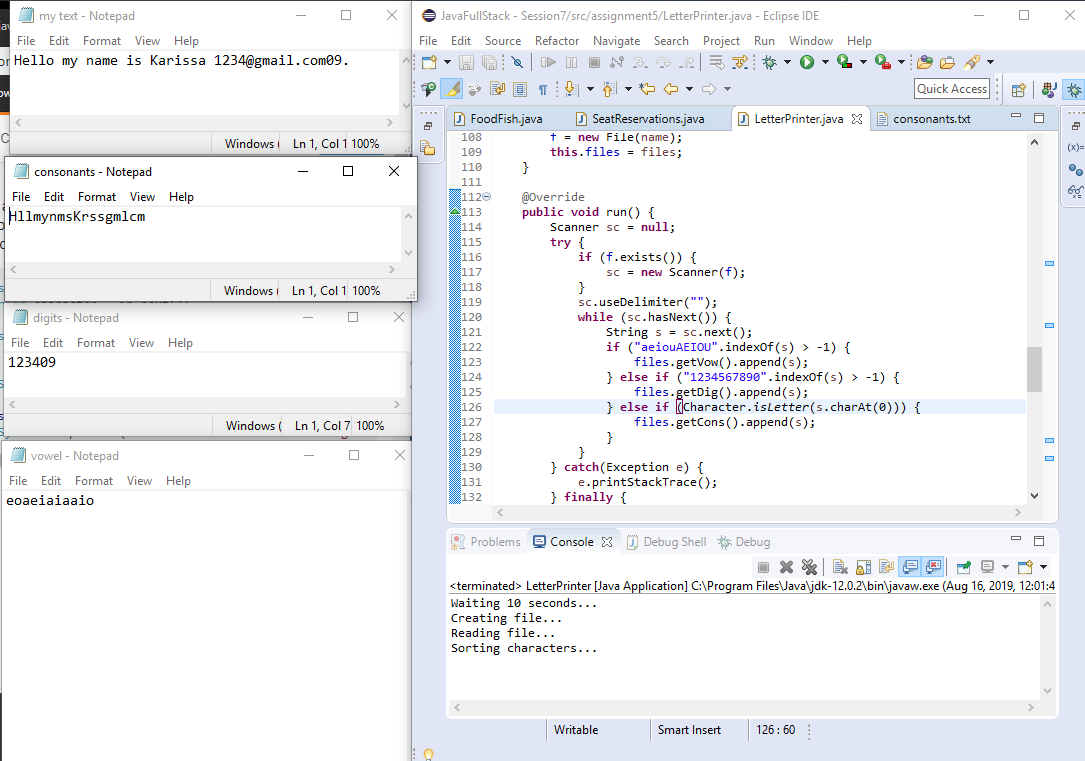 my text - Notepad
File Edit Format View Help
Hello my name is Karissa 1234@gmail.com09.
Windows ( Ln 1, Col 1 100%
consonants - Notepad
File Edit Format View Help
HllmynmsKrssgmlcm
Windows ( Ln 1, Col 1 100%
digits - Notepad
File Edit Format View Help
123409
Windows ( Ln 1, Col 7 100%
vowel - Notepad
File Edit Format View Help
eoaeiaiaaio
JavaFullStack - Session7/src/assignment5/LetterPrinter.java - Eclipse IDE
File Edit Source Refactor Navigate Search Project Run Window Help
Quick Access
FoodFish.java SeatReservations.java LetterPrinter.java consonants.txt
108 f = new File(name);
109 this.files = files;
110 }
111
112 @Override
113 public void run() {
114 Scanner sc = null;
115 try {
116 if (f.exists()) {
117 sc = new Scanner(f);
118 }
119 sc.useDelimiter("");
120 while (sc.hasNext()) {
121 String s = sc.next();
122 if ("aeiouAEIOU".indexOf(s) > -1) {
123 files.getVow().append(s);
124 } else if ("1234567890".indexOf(s) > -1) {
125 files.getDig().append(s);
126 } else if (Character.isLetter(s.charAt(0))) {
127 files.getCons().append(s);
128 }
129 }
130 } catch(Exception e) {
131 e.printStackTrace();
132 } finally {
Problems Console Debug Shell Debug
<terminated> LetterPrinter [Java Application] C:\Program Files\Java\jdk-12.0.2\bin\javaw.exe (Aug 16, 2019, 12:01:4
Waiting 10 seconds...
Creating file...
Reading file...
Sorting characters...
Writable Smart Insert 126 : 60